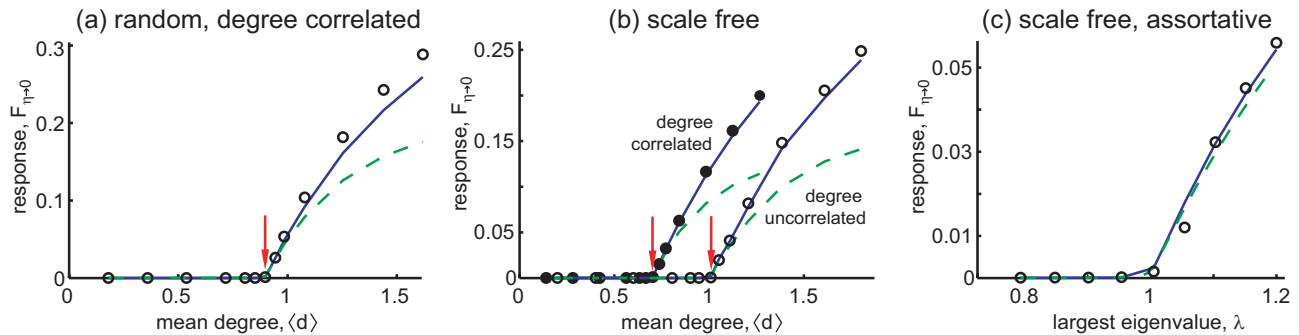 (a) random, degree correlated
response, F_η→0
0.3
0.2
0.1
0
0
0.5
1
1.5
mean degree, ⟨d⟩
(b) scale free
response, F_η→0
0.25
0.15
0.05
0
0
0.5
1
1.5
degree
correlated
degree
uncorrelated
mean degree, ⟨d⟩
(c) scale free, assortative
response, F_η→0
0.05
0.03
0.01
0
0.8
1
1.2
largest eigenvalue, λ